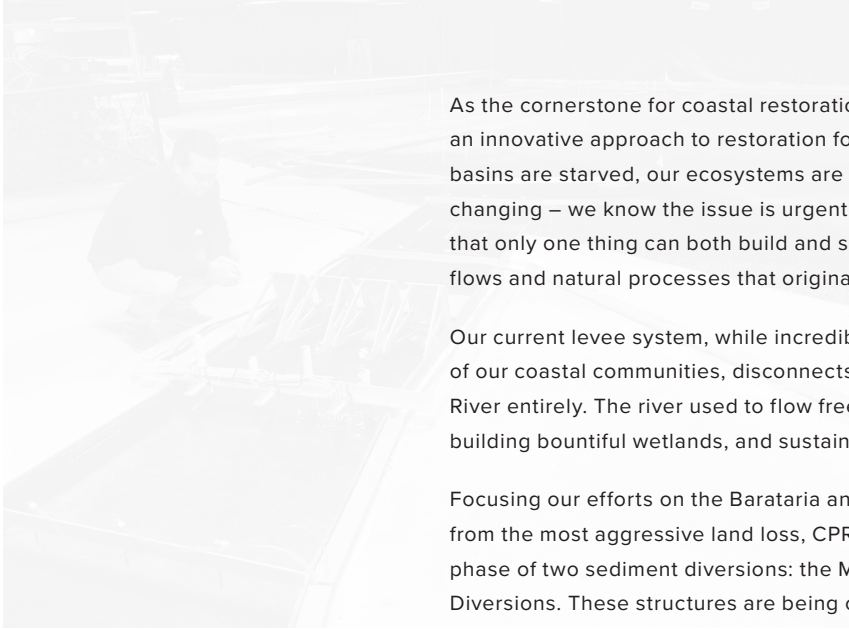 As the cornerstone for coastal restoratio
an innovative approach to restoration fo
basins are starved, our ecosystems are
changing – we know the issue is urgent
that only one thing can both build and s
flows and natural processes that origina
Our current levee system, while incredib
of our coastal communities, disconnects
River entirely. The river used to flow free
building bountiful wetlands, and sustain
Focusing our efforts on the Barataria an
from the most aggressive land loss, CPR
phase of two sediment diversions: the M
Diversions. These structures are being